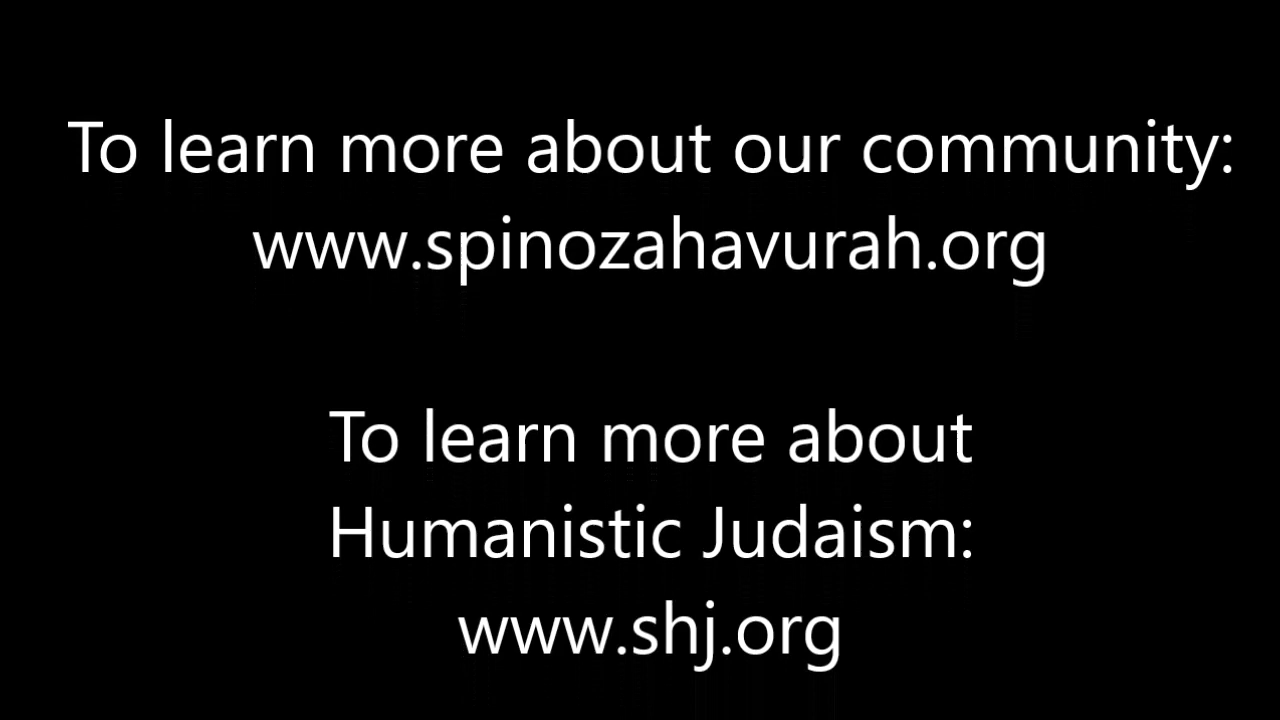 To learn more about our community:
www.spinozahavurah.org
To learn more about
Humanistic Judaism:
www.shj.org